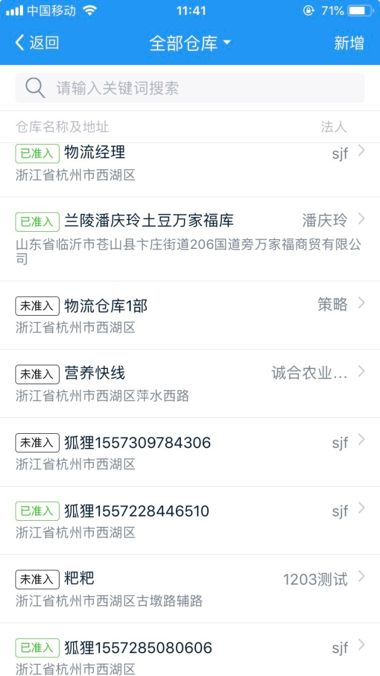 中国移动 11:41 71%
返回 全部仓库 新增
请输入关键词搜索
仓库名称及地址 法人
已准入 物流经理 sjf
浙江省杭州市西湖区
已准入 兰陵潘庆玲土豆万家福库 潘庆玲
山东省临沂市苍山县卞庄街道206国道旁万家福商贸有限公
司
未准入 物流仓库1部 策略
浙江省杭州市西湖区
未准入 营养快线 诚合农业...
浙江省杭州市西湖区萍水西路
未准入 狐狸1557309784306 sjf
浙江省杭州市西湖区
已准入 狐狸1557228446510 sjf
浙江省杭州市西湖区
未准入 粑粑 1203测试
浙江省杭州市西湖区古墩路辅路
已准入 狐狸1557285080606 sjf
浙江省杭州市西湖区